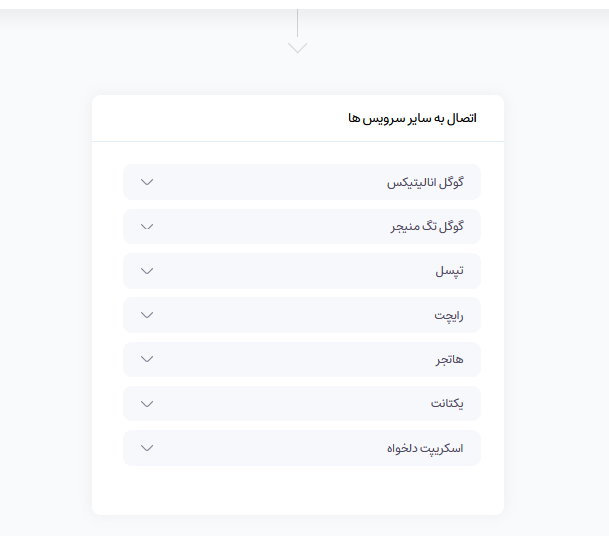 اتصال به سایر سرویس ها
گوگل انالیتیکس
گوگل تگ منیجر
تپسل
رایچت
هاتجر
یکتانت
اسکریپت دلخواه